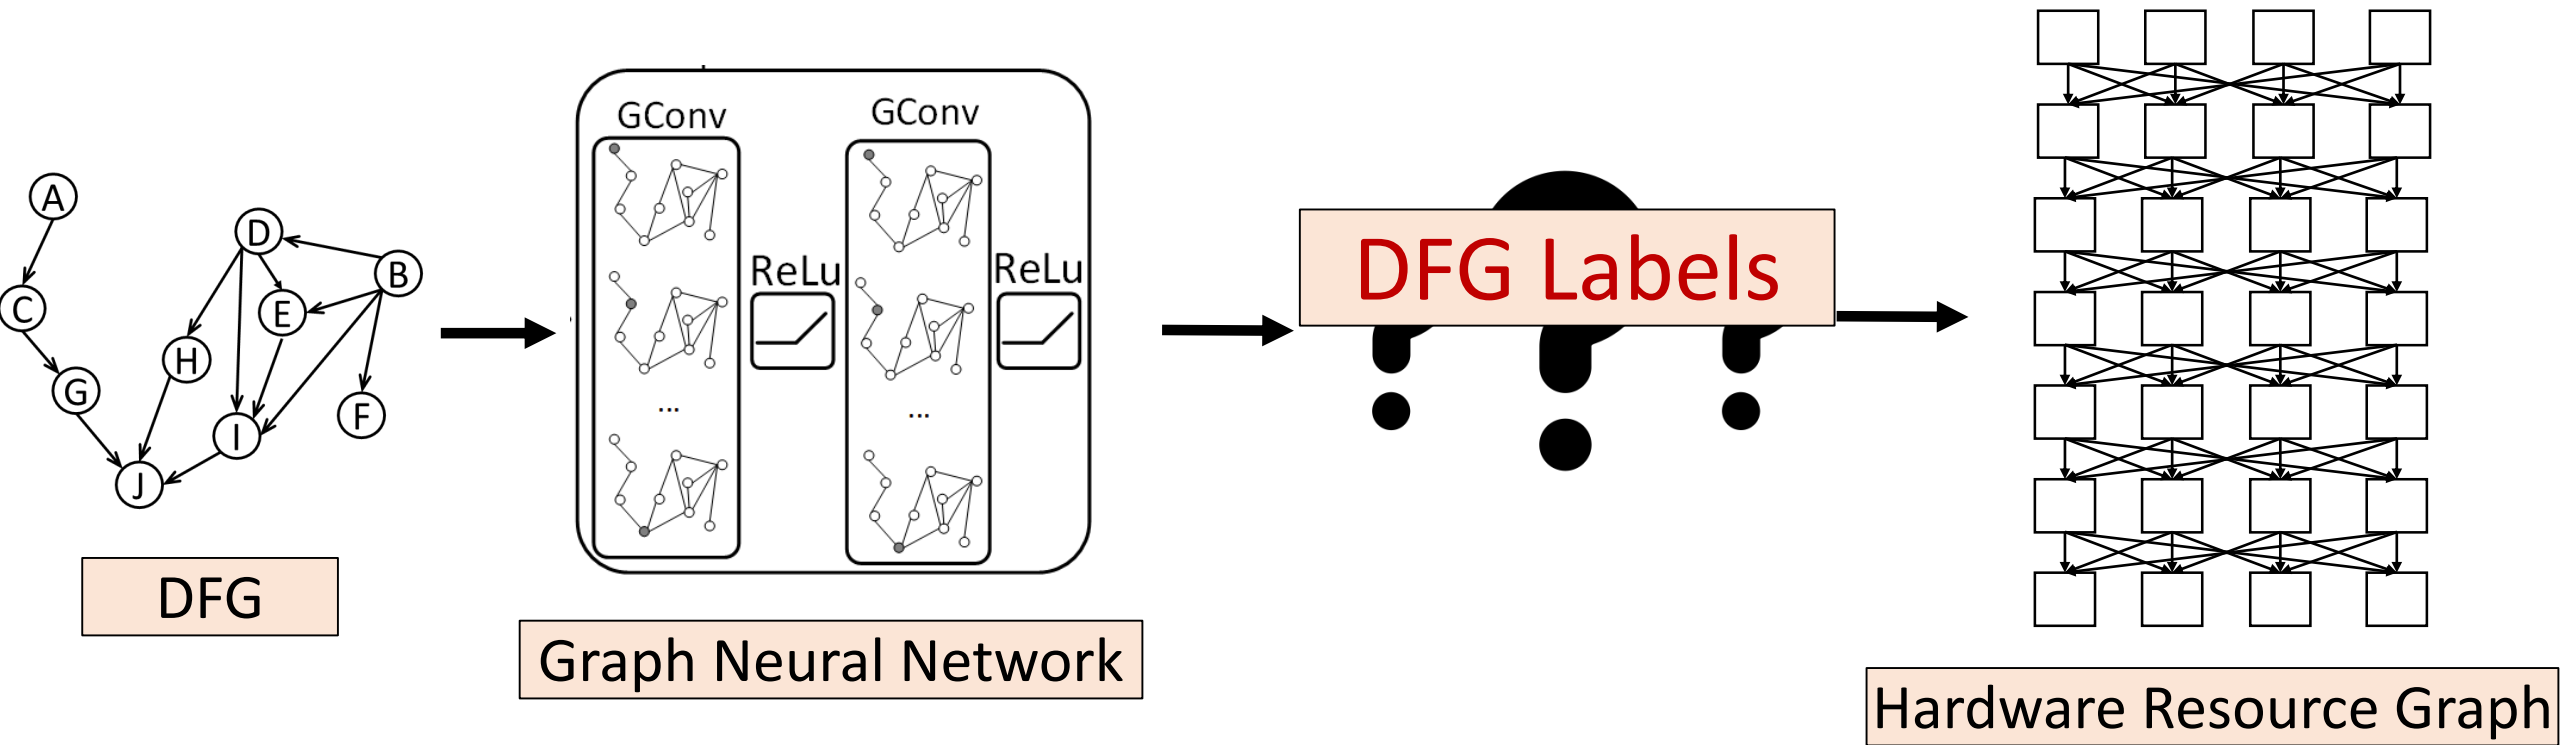 A
C
G
J
D
B
E
H
I
F
DFG
GConv
GConv
ReLu
ReLu
...
...
Graph Neural Network
DFG Labels
Hardware Resource Graph